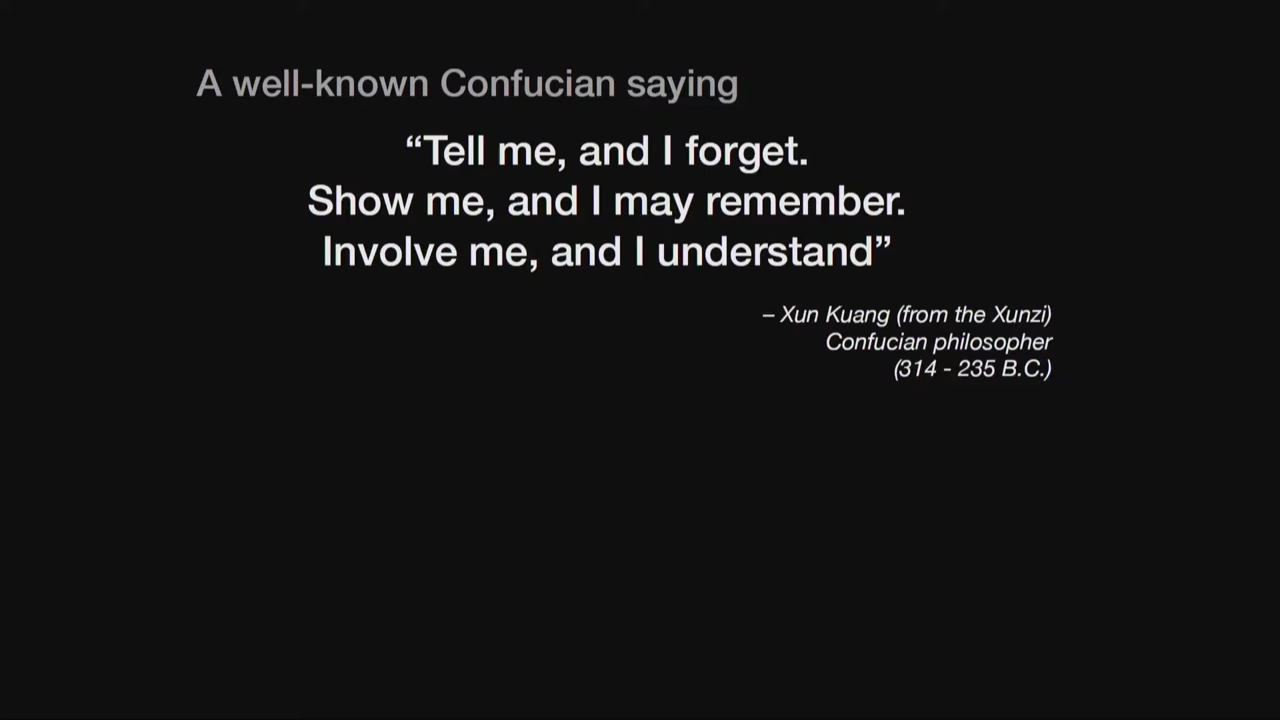 A well-known Confucian saying
“Tell me, and I forget.
Show me, and I may remember.
Involve me, and I understand”
– Xun Kuang (from the Xunzi)
Confucian philosopher
(314 - 235 B.C.)